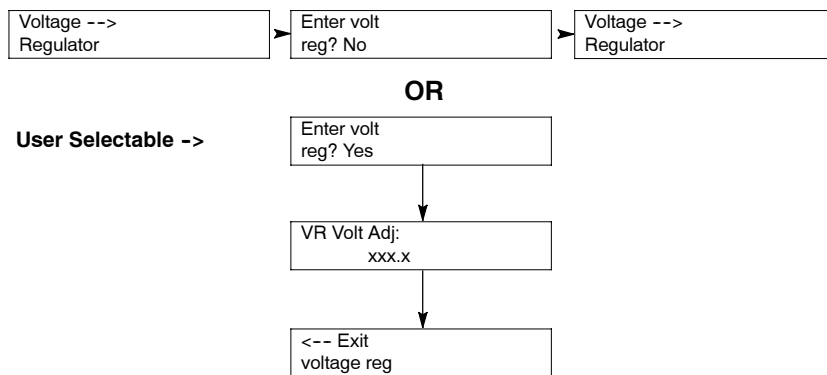 Voltage -->
Regulator
Enter volt
reg? No
Voltage -->
Regulator
OR
User Selectable ->
Enter volt
reg? Yes
VR Volt Adj:
xxx.x
<-- Exit
voltage reg